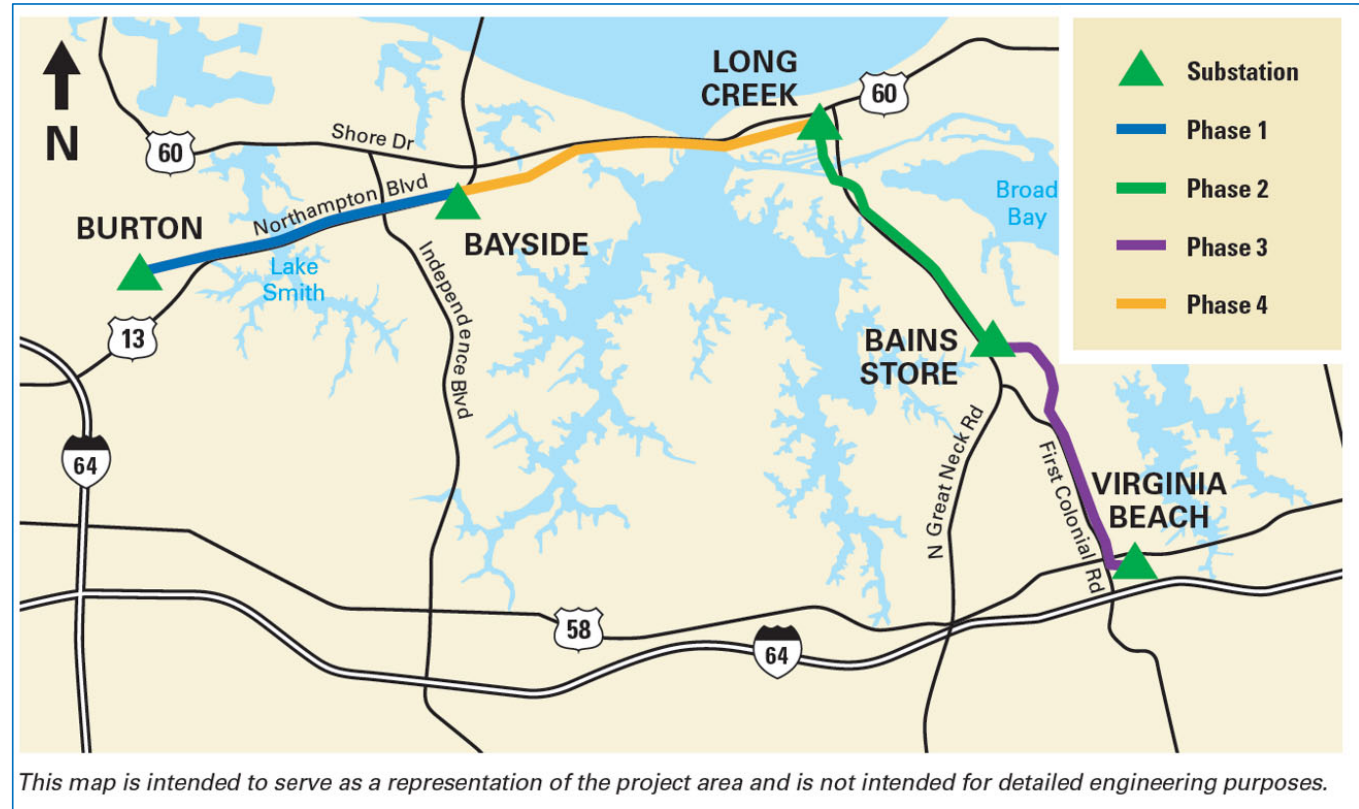 N
60
Shore Dr
LONG
CREEK
60
Northampton Blvd
BURTON
BAYSIDE
Lake
Smith
Independence Blvd
Broad
Bay
13
BAINS
STORE
64
N Great Neck Rd
First Colonial Rd
VIRGINIA
BEACH
58
64
Substation
Phase 1
Phase 2
Phase 3
Phase 4
This map is intended to serve as a representation of the project area and is not intended for detailed engineering purposes.